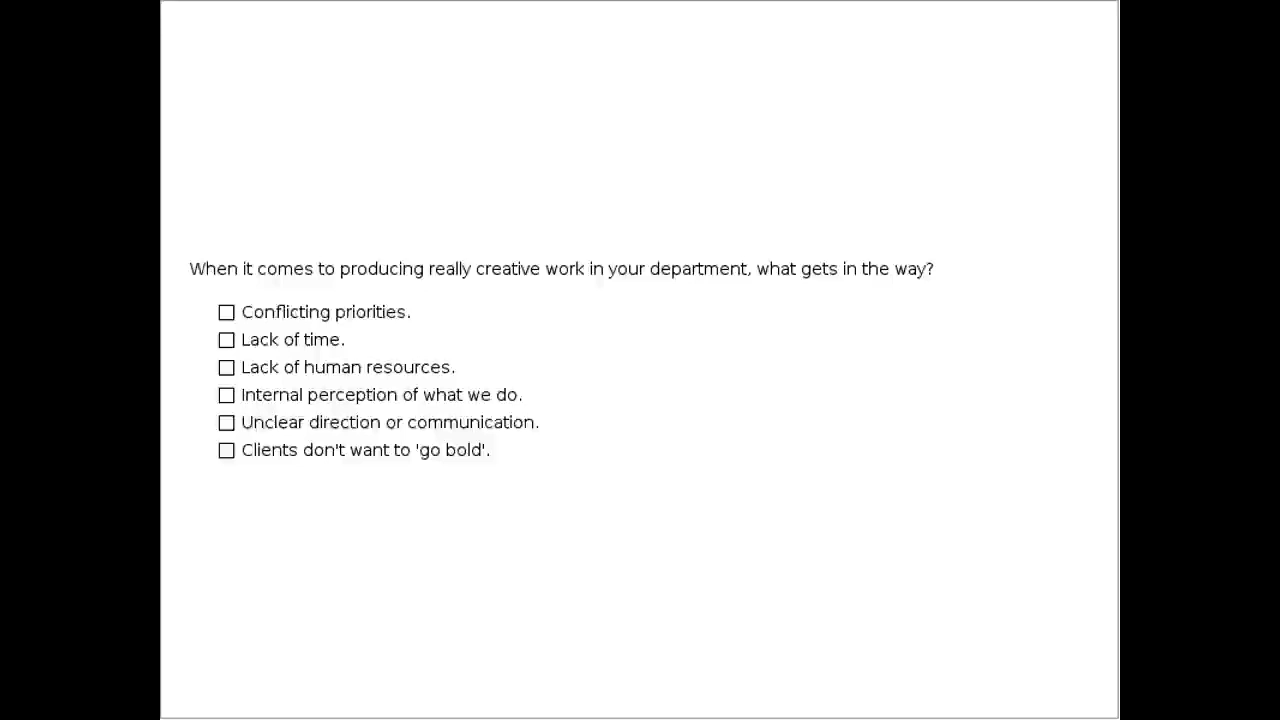 When it comes to producing really creative work in your department, what gets in the way?
Conflicting priorities.
Lack of time.
Lack of human resources.
Internal perception of what we do.
Unclear direction or communication.
Clients don't want to 'go bold'.